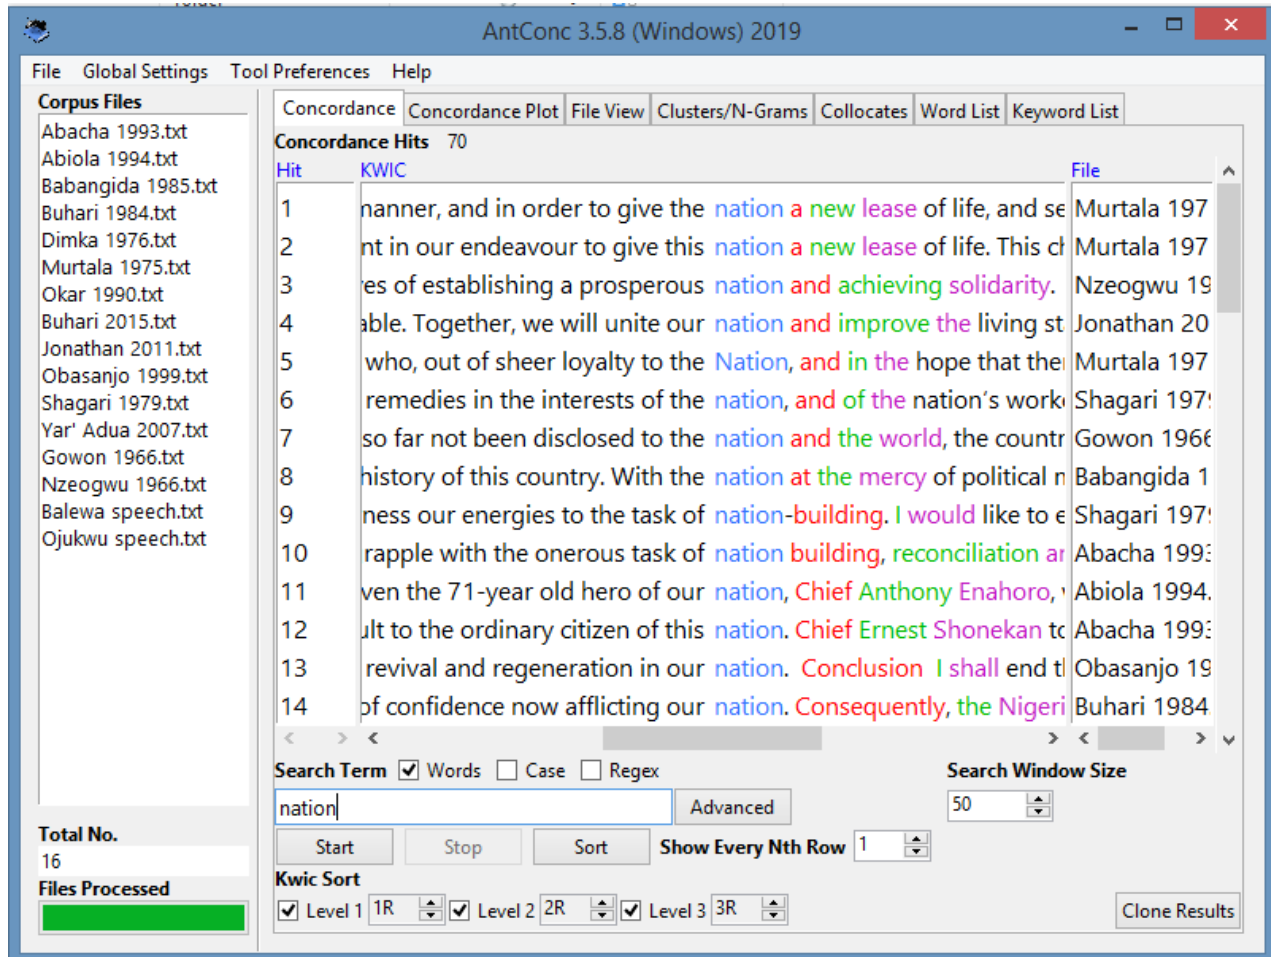 AntConc 3.5.8 (Windows) 2019
File Global Settings Tool Preferences Help
Corpus Files
Abacha 1993.txt
Abiola 1994.txt
Babangida 1985.txt
Buhari 1984.txt
Dimka 1976.txt
Murtala 1975.txt
Okar 1990.txt
Buhari 2015.txt
Jonathan 2011.txt
Obasanjo 1999.txt
Shagari 1979.txt
Yar' Adua 2007.txt
Gowon 1966.txt
Nzeogwu 1966.txt
Balewa speech.txt
Ojukwu speech.txt
Total No.
16
Files Processed
Concordance Concordance Plot File View Clusters/N-Grams Collocates Word List Keyword List
Concordance Hits 70
Hit KWIC File
1 manner, and in order to give the nation a new lease of life, and se Murtala 197
2 nt in our endeavour to give this nation a new lease of life. This ch Murtala 197
3 es of establishing a prosperous nation and achieving solidarity. Nzeogwu 19
4 able. Together, we will unite our nation and improve the living st Jonathan 20
5 who, out of sheer loyalty to the Nation, and in the hope that the Murtala 197
6 remedies in the interests of the nation, and of the nation's work Shagari 197
7 so far not been disclosed to the nation and the world, the countr Gowon 1966
8 history of this country. With the nation at the mercy of political Babangida 1
9 ness our energies to the task of nation-building. I would like to e Shagari 197
10 rapple with the onerous task of nation building, reconciliation ar Abacha 199
11 ven the 71-year old hero of our nation, Chief Anthony Enahoro, Abiola 1994.
12 ult to the ordinary citizen of this nation. Chief Ernest Shonekan to Abacha 199
13 revival and regeneration in our nation. Conclusion I shall end t Obasanjo 19
14 of confidence now afflicting our nation. Consequently, the Nigeri Buhari 1984
Search Term Words Case Regex Search Window Size
nation Advanced 50
Start Stop Sort Show Every Nth Row 1
Kwic Sort
Level 1 1R Level 2 2R Level 3 3R Clone Results